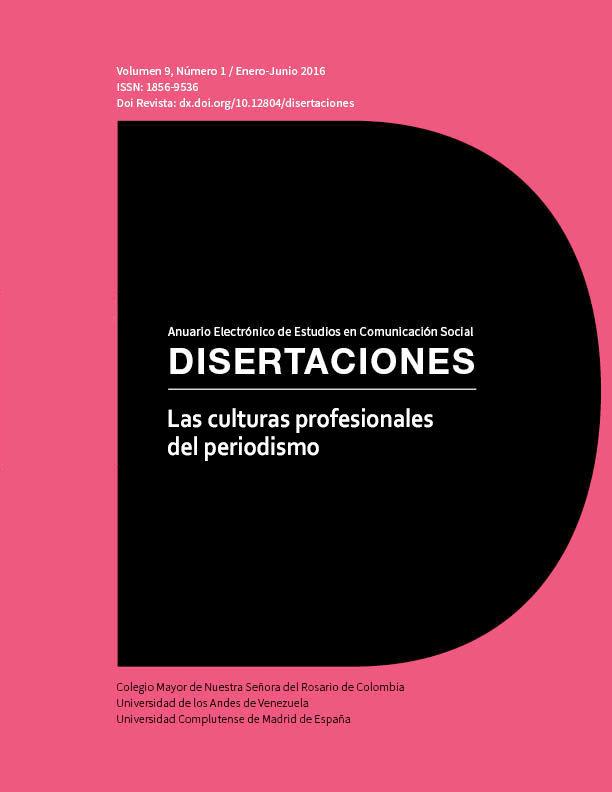 Volumen 9, Número 1 / Enero-Junio 2016
ISSN: 1856-9536
Doi Revista: dx.doi.org/10.12804/disertaciones
Anuario Electrónico de Estudios en Comunicación Social
DISERTACIONES
Las culturas profesionales
del periodismo
Colegio Mayor de Nuestra Señora del Rosario de Colombia
Universidad de los Andes de Venezuela
Universidad Complutense de Madrid de España